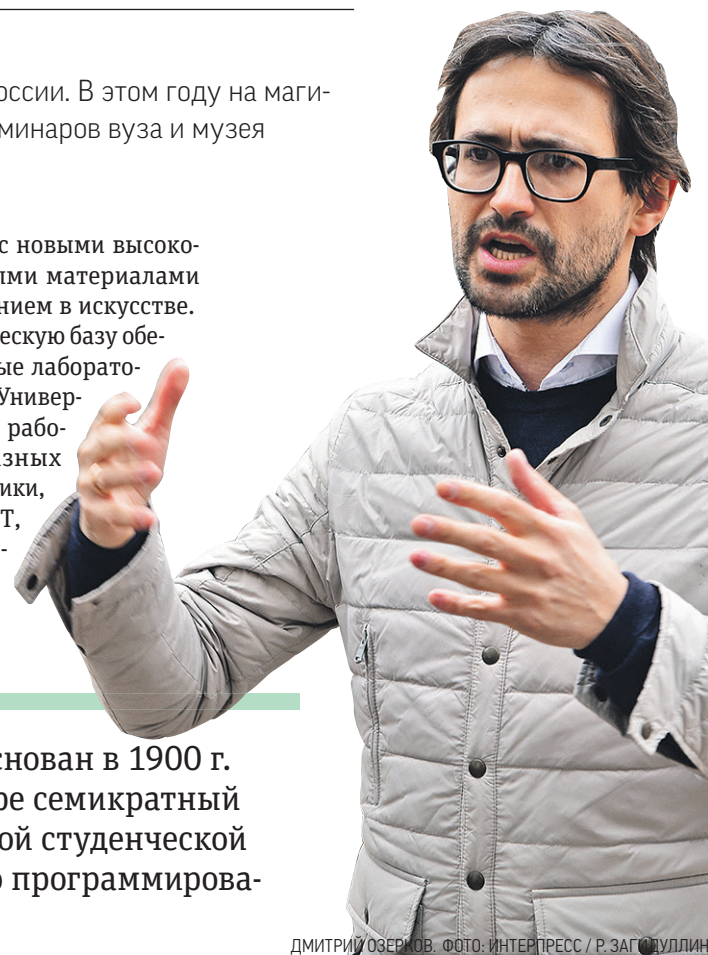 оссии. В этом году на маги-
минаров вуза и музея
с новыми высоко-
ыми материалами
нием в искусстве.
ескую базу обе-
ые лаборато-
Универ-
рабо-
зных
ики,
Т,
-
снован в 1900 г.
ре семикратный
ой студенческой
о программирова-
ДМИТРИЙ ОЗЕРКОВ. ФОТО: ИНТЕРПРЕСС / Р. ЗАГИДУЛЛИН